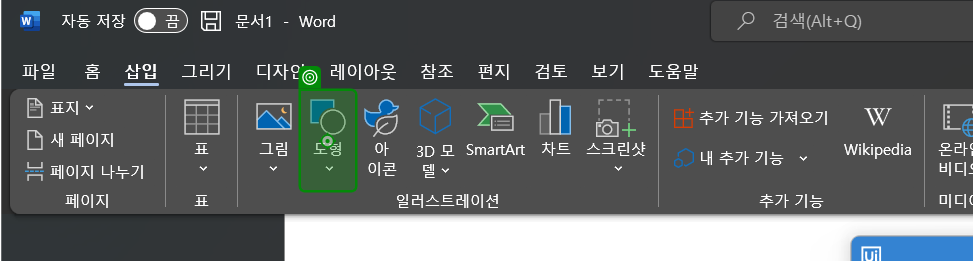 자동 저장 끔 문서1 - Word 검색(Alt+Q)
파일 홈 삽입 그리기 디자인 레이아웃 참조 편지 검토 보기 도움말
표지
새 페이지
페이지 나누기
페이지
표
표
그림
도형
아
이콘
3D 모
델
SmartArt
차트
스크린샷
일러스트레이션
추가 기능 가져오기
내 추가 기능
Wikipedia
추가 기능
온라인
비디오
미디어
Ui